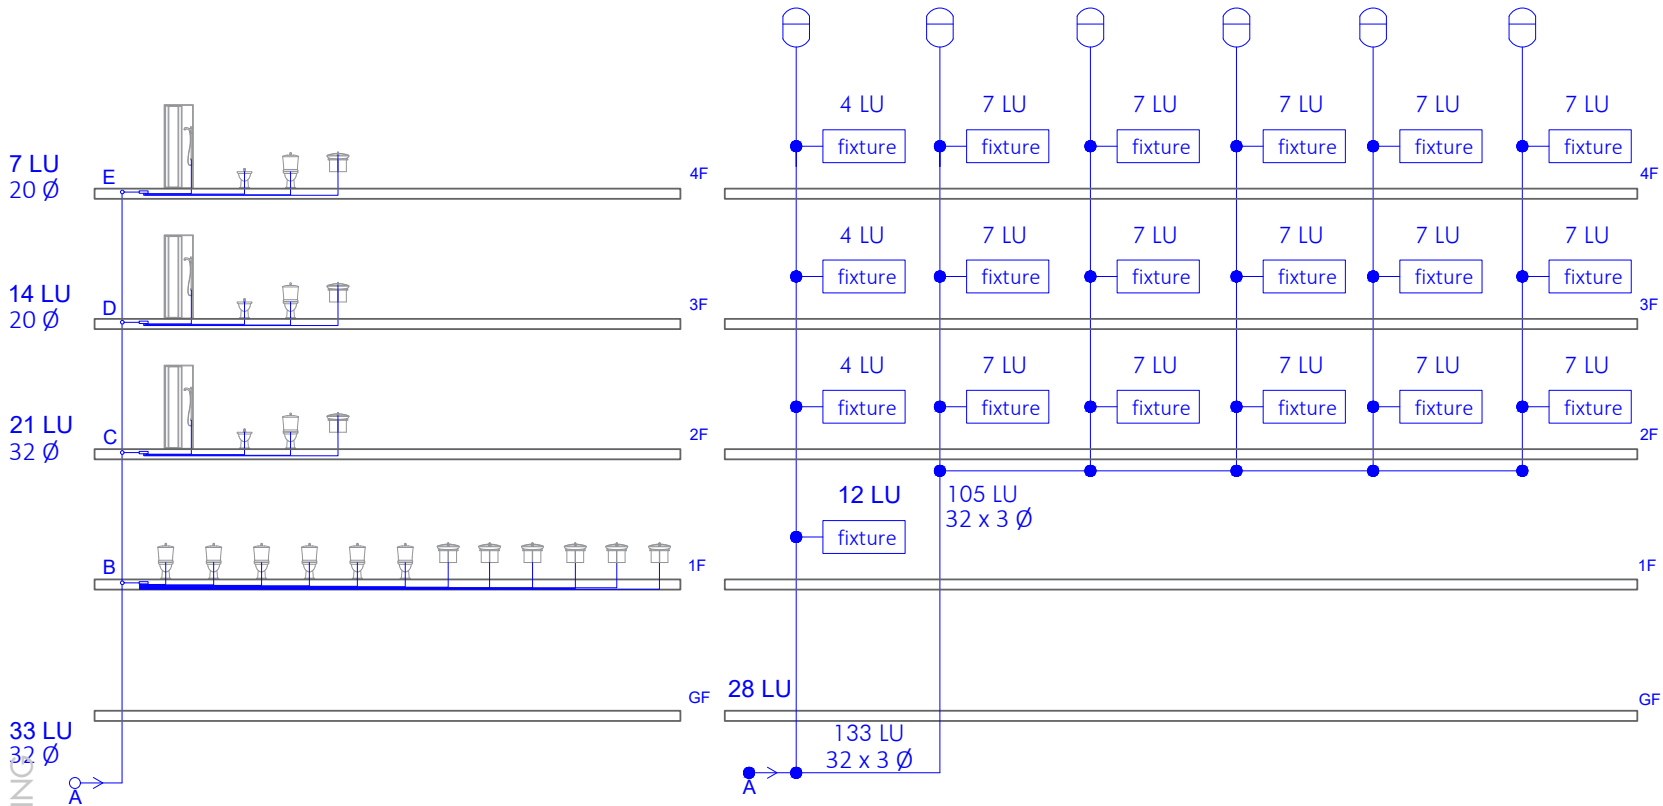 7 LU
20 Ø
E
4F
14 LU
20 Ø
D
3F
21 LU
32 Ø
C
2F
B
1F
GF
33 LU
32 Ø
A
ING
4 LU 7 LU 7 LU 7 LU 7 LU 7 LU
fixture fixture fixture fixture fixture fixture
4F
4 LU 7 LU 7 LU 7 LU 7 LU 7 LU
fixture fixture fixture fixture fixture fixture
3F
4 LU 7 LU 7 LU 7 LU 7 LU 7 LU
fixture fixture fixture fixture fixture fixture
2F
12 LU
fixture
105 LU
32 x 3 Ø
1F
28 LU
GF
133 LU
32 x 3 Ø
A